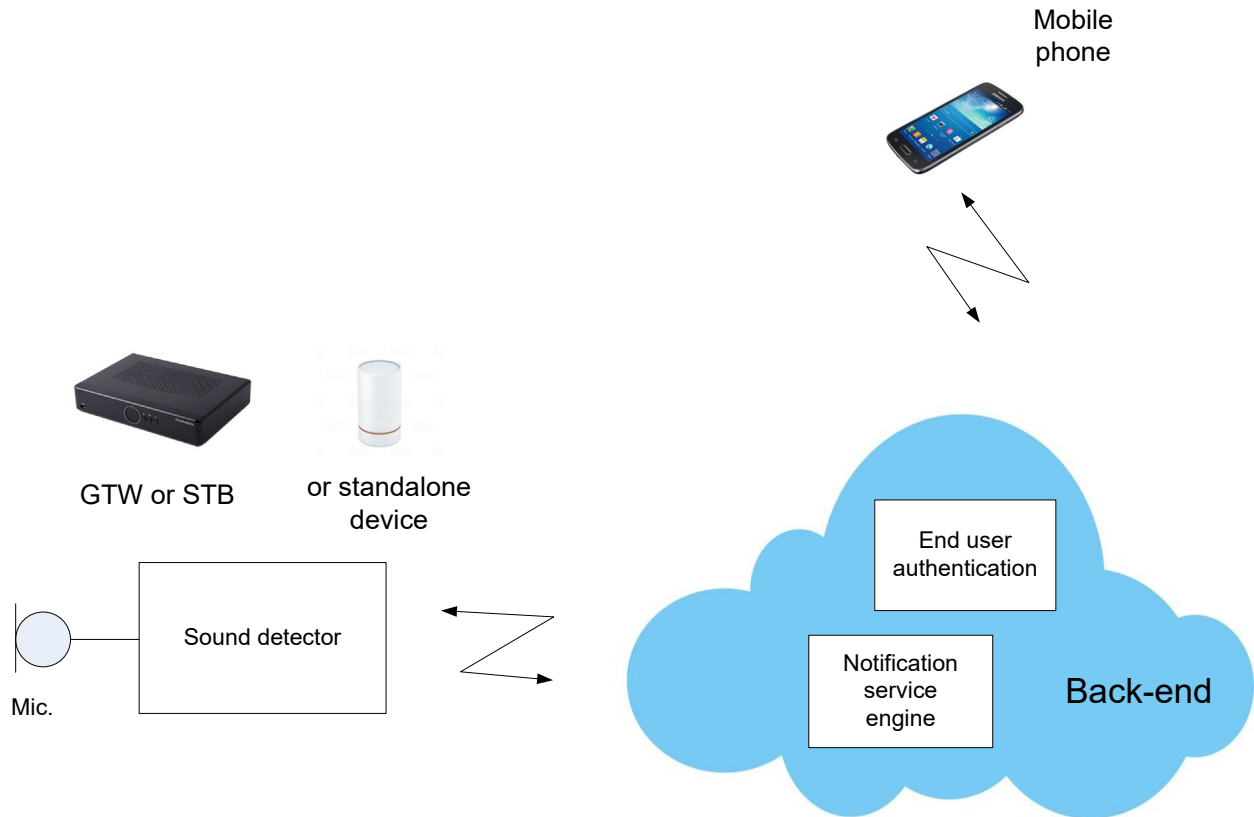 Mobile
phone
GTW or STB
or standalone
device
End user
authentication
Sound detector
Mic.
Notification
service
engine
Back-end